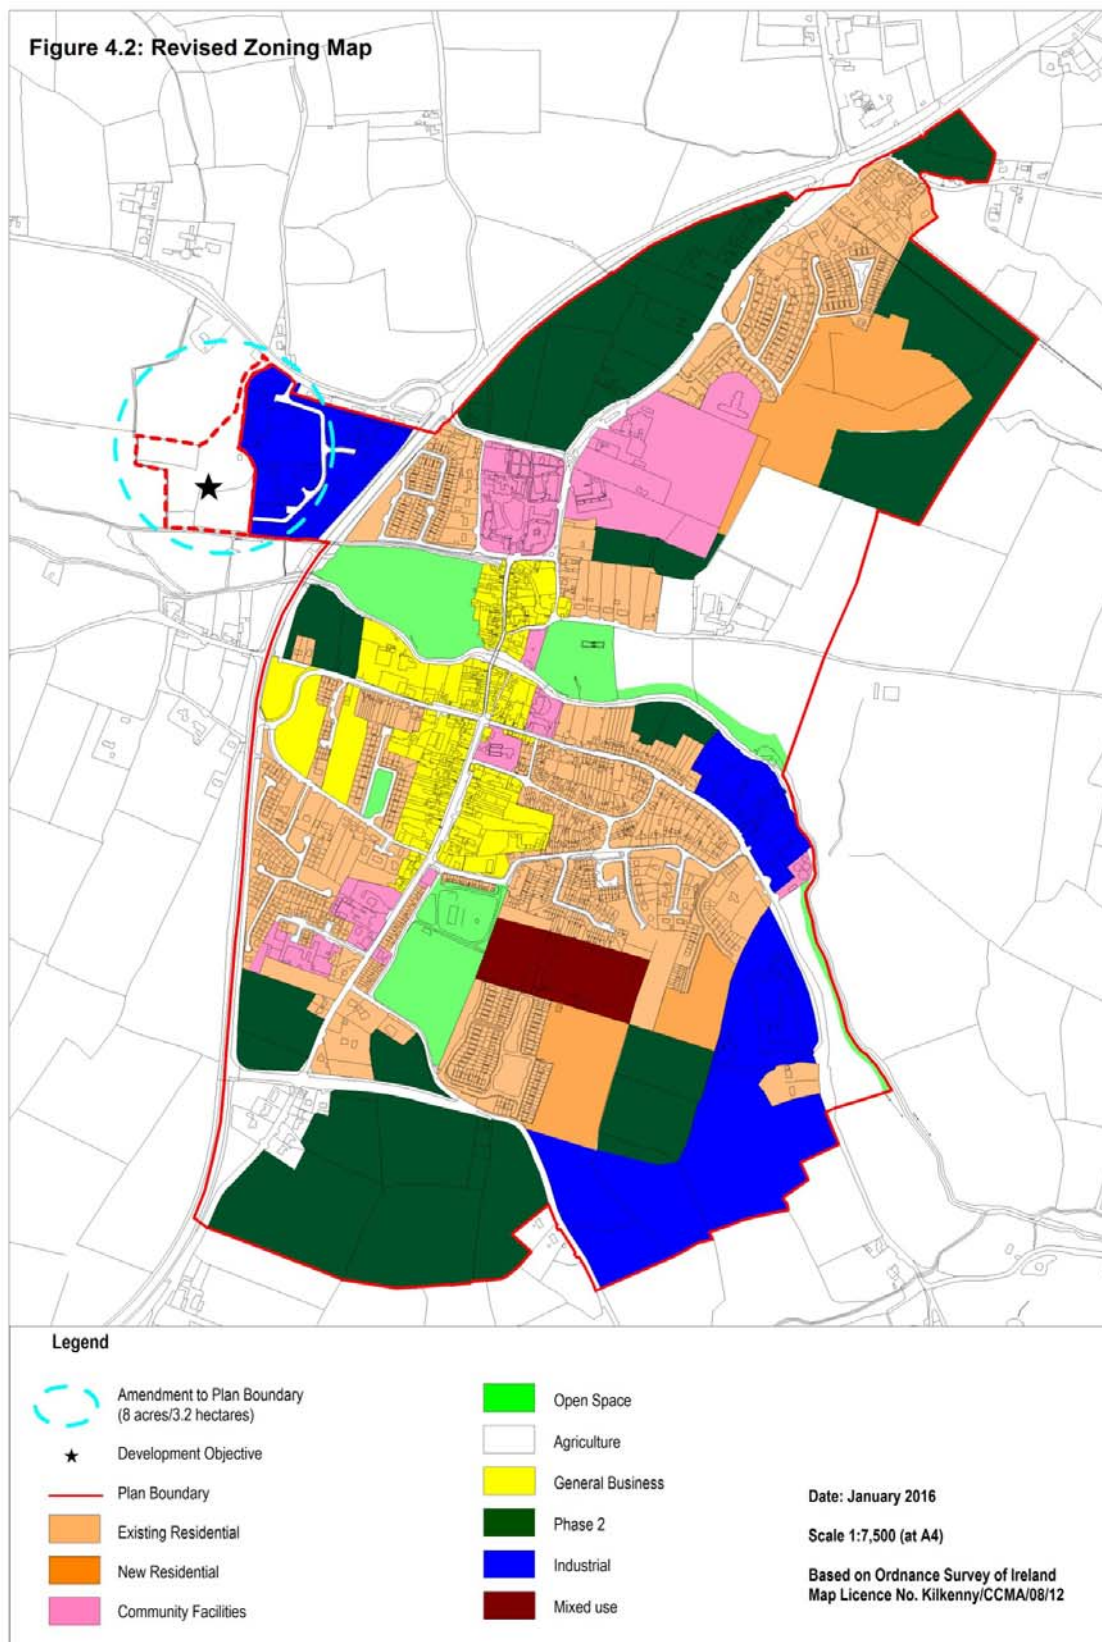 Figure 4.2: Revised Zoning Map
Legend
Amendment to Plan Boundary
(8 acres/3.2 hectares)
Development Objective
Plan Boundary
Existing Residential
New Residential
Community Facilities
Open Space
Agriculture
General Business
Phase 2
Industrial
Mixed use
Date: January 2016
Scale 1:7,500 (at A4)
Based on Ordnance Survey of Ireland
Map Licence No. Kilkenny/CCMA/08/12